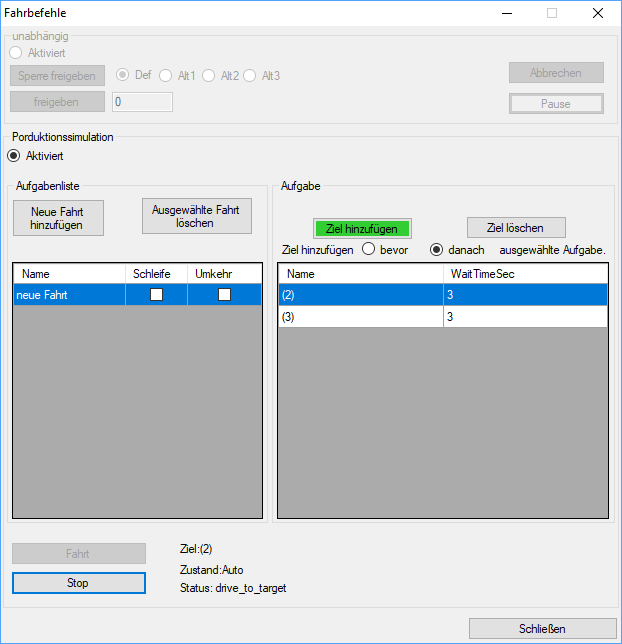 Fahrbefehle
unabhängig
Aktiviert
Sperre freigeben Def Alt1 Alt2 Alt3 Abbrechen
freigeben 0 Pause
Porduktionssimulation
Aktiviert
Aufgabenliste
Neue Fahrt
hinzufügen
Ausgewählte Fahrt
löschen
Name Schleife Umkehr
neue Fahrt
Aufgabe
Ziel hinzufügen Ziel löschen
Ziel hinzufügen bevor danach ausgewählte Aufgabe.
Name WaitTimeSec
(2) 3
(3) 3
Fahrt
Stop
Ziel:(2)
Zustand:Auto
Status: drive_to_target
Schließen